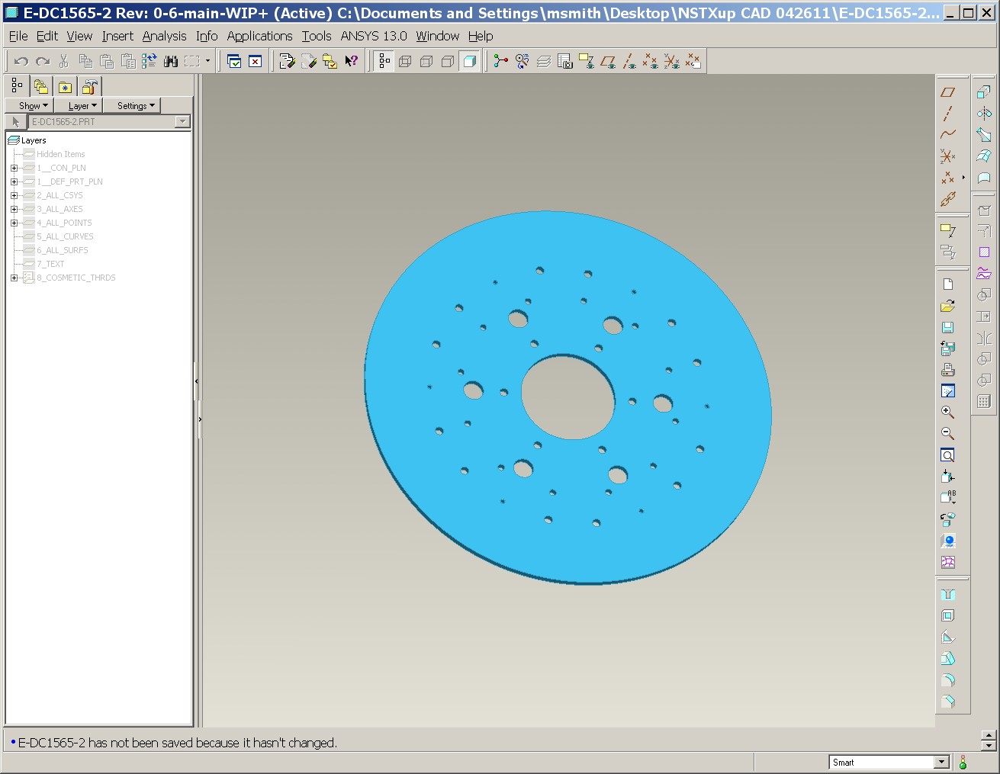 E-DC1565-2 Rev: 0-6-main-WIP+ (Active) C:\Documents and Settings\msmith\Desktop\NSTXup CAD 042611\E-DC1565-2...
File Edit View Insert Analysis Info Applications Tools ANSYS 13.0 Window Help
Show Layer Settings
E-DC1565-2.PRT
Layers
Hidden Items
1__CON_PLN
1__DEF_PRT_PLN
2_ALL_CSYS
3_ALL_AXES
4_ALL_POINTS
5_ALL_CURVES
6_ALL_SURFS
7_TEXT
8_COSMETIC_THRDS
AB
E-DC1565-2 has not been saved because it hasn't changed.
Smart